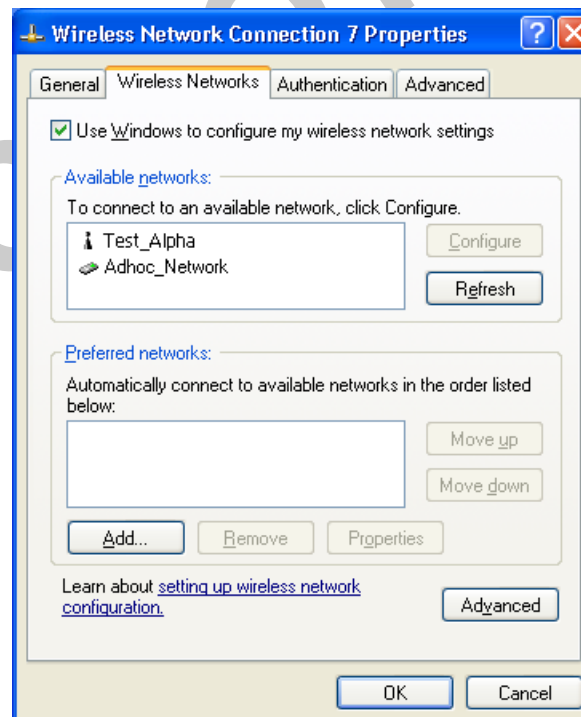 Wireless Network Connection 7 Properties
General Wireless Networks Authentication Advanced
Use Windows to configure my wireless network settings
Available networks:
To connect to an available network, click Configure.
Test_Alpha
Configure
Adhoc_Network
Refresh
Preferred networks:
Automatically connect to available networks in the order listed
below:
Move up
Move down
Add... Remove Properties
Learn about setting up wireless network
configuration.
Advanced
OK Cancel